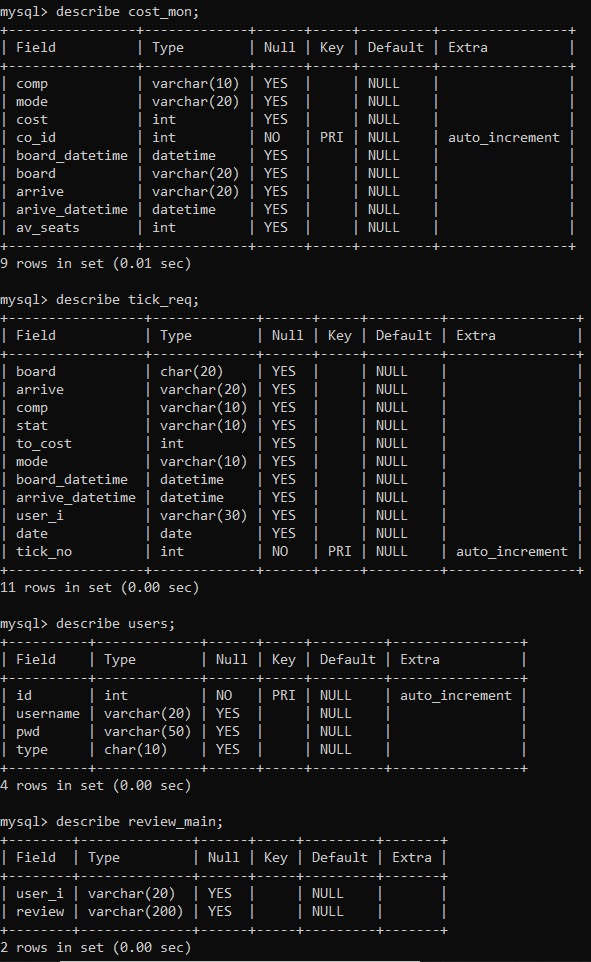 mysql> describe cost_mon;
+----------------+-------------+------+-----+---------+----------------+
| Field          | Type        | Null | Key | Default | Extra          |
+----------------+-------------+------+-----+---------+----------------+
| comp           | varchar(10) | YES  |     | NULL    |                |
| mode           | varchar(20) | YES  |     | NULL    |                |
| cost           | int         | YES  |     | NULL    |                |
| co_id          | int         | NO   | PRI | NULL    | auto_increment |
| board_datetime | datetime    | YES  |     | NULL    |                |
| board          | varchar(20) | YES  |     | NULL    |                |
| arrive         | varchar(20) | YES  |     | NULL    |                |
| arive_datetime | datetime    | YES  |     | NULL    |                |
| av_seats       | int         | YES  |     | NULL    |                |
+----------------+-------------+------+-----+---------+----------------+
9 rows in set (0.01 sec)

mysql> describe tick_req;
+-----------------+-------------+------+-----+---------+----------------+
| Field           | Type        | Null | Key | Default | Extra          |
+-----------------+-------------+------+-----+---------+----------------+
| board           | char(20)    | YES  |     | NULL    |                |
| arrive          | varchar(20) | YES  |     | NULL    |                |
| comp            | varchar(10) | YES  |     | NULL    |                |
| stat            | varchar(10) | YES  |     | NULL    |                |
| to_cost         | int         | YES  |     | NULL    |                |
| mode            | varchar(10) | YES  |     | NULL    |                |
| board_datetime  | datetime    | YES  |     | NULL    |                |
| arrive_datetime | datetime    | YES  |     | NULL    |                |
| user_i          | varchar(30) | YES  |     | NULL    |                |
| date            | date        | YES  |     | NULL    |                |
| tick_no         | int         | NO   | PRI | NULL    | auto_increment |
+-----------------+-------------+------+-----+---------+----------------+
11 rows in set (0.00 sec)

mysql> describe users;
+----------+-------------+------+-----+---------+----------------+
| Field    | Type        | Null | Key | Default | Extra          |
+----------+-------------+------+-----+---------+----------------+
| id       | int         | NO   | PRI | NULL    | auto_increment |
| username | varchar(20) | YES  |     | NULL    |                |
| pwd      | varchar(50) | YES  |     | NULL    |                |
| type     | char(10)    | YES  |     | NULL    |                |
+----------+-------------+------+-----+---------+----------------+
4 rows in set (0.00 sec)

mysql> describe review_main;
+--------+--------------+------+-----+---------+-------+
| Field  | Type         | Null | Key | Default | Extra |
+--------+--------------+------+-----+---------+-------+
| user_i | varchar(20)  | YES  |     | NULL    |       |
| review | varchar(200) | YES  |     | NULL    |       |
+--------+--------------+------+-----+---------+-------+
2 rows in set (0.00 sec)